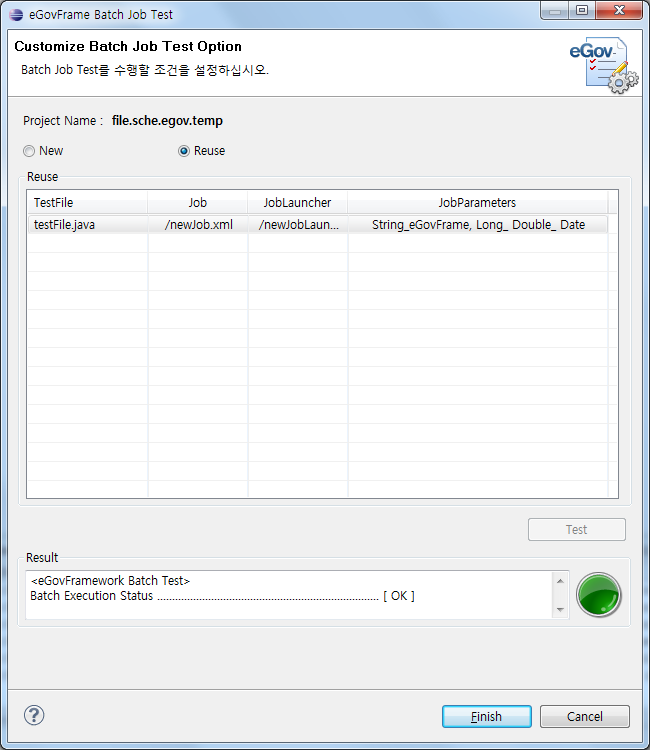 eGovFrame Batch Job Test
Customize Batch Job Test Option
Batch Job Test를 수행할 조건을 설정하십시오.
eGov
Project Name : file.sche.egov.temp
New Reuse
Reuse
TestFile Job JobLauncher JobParameters
testFile.java /newJob.xml /newJobLaun... String_eGovFrame, Long_ Double_ Date
Test
Result
<eGovFramework Batch Test>
Batch Execution Status .......................................................................... [ OK ]
?
Finish Cancel